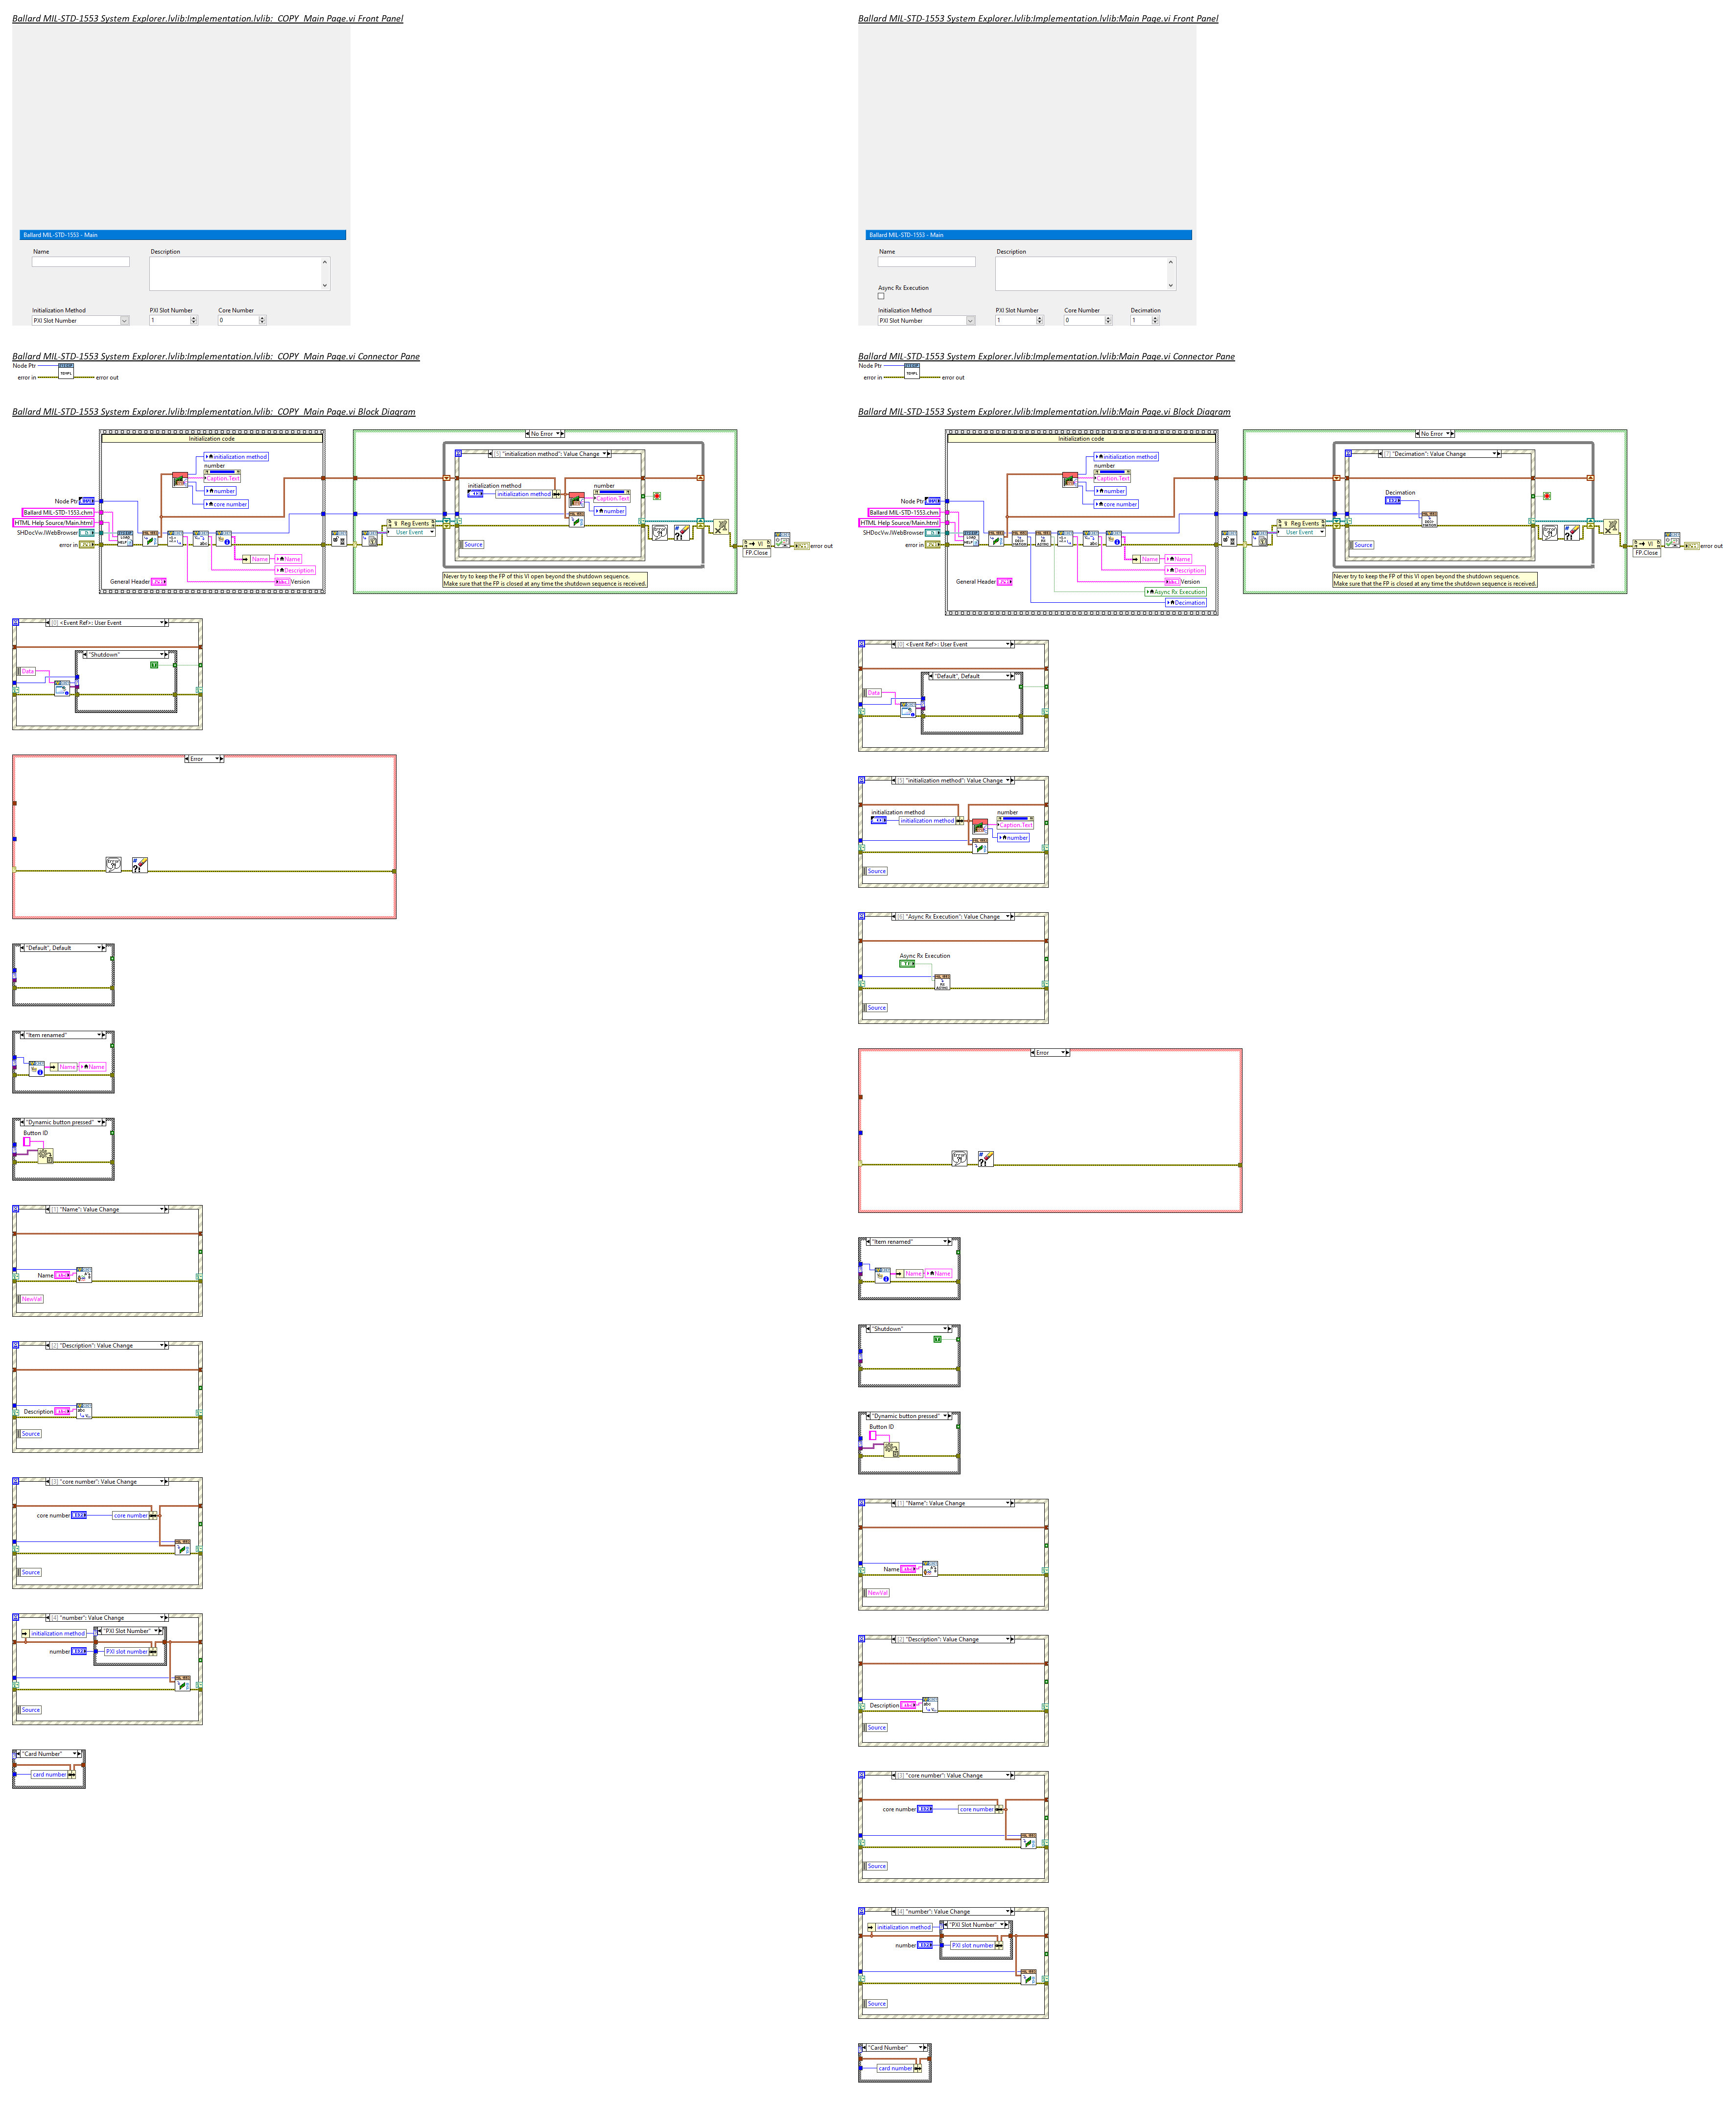 Ballard MIL-STD-1553 System Explorer.lvlib:Implementation.lvlib:_COPY_Main Page.vi Front Panel
Ballard MIL-STD-1553 - Main
Name
Description
Initialization Method
PXI Slot Number
Core Number
PXI Slot Number
1
0
Ballard MIL-STD-1553 System Explorer.lvlib:Implementation.lvlib:_COPY_Main Page.vi Connector Pane
Node Ptr
TEMPL
error in
error out
Ballard MIL-STD-1553 System Explorer.lvlib:Implementation.lvlib:_COPY_Main Page.vi Block Diagram
Initialization code
initialization method
number
Caption.Text
number
core number
Node Ptr
Ballard MIL-STD-1553.chm
HTML Help Source/Main.html
SHDocVw.IWebBrowser
error in
Name
Name
Description
General Header
Version
No Error
[5] "initialization method": Value Change
initialization method
initialization method
number
Caption.Text
number
Reg Events
User Event
Source
Never try to keep the FP of this VI open beyond the shutdown sequence.
Make sure that the FP is closed at any time the shutdown sequence is received.
VI
FP.Close
error out
[0] <Event Ref>: User Event
"Shutdown"
Data
Error
"Default", Default
"Item renamed"
Name
Name
"Dynamic button pressed"
Button ID
[1] "Name": Value Change
Name
NewVal
[2] "Description": Value Change
Description
Source
[3] "core number": Value Change
core number
core number
Source
[4] "number": Value Change
initialization method
"PXI Slot Number"
number
PXI slot number
Source
"Card Number"
card number
Ballard MIL-STD-1553 System Explorer.lvlib:Implementation.lvlib:Main Page.vi Front Panel
Ballard MIL-STD-1553 - Main
Name
Description
Async Rx Execution
Initialization Method
PXI Slot Number
Core Number
Decimation
PXI Slot Number
1
0
1
Ballard MIL-STD-1553 System Explorer.lvlib:Implementation.lvlib:Main Page.vi Connector Pane
Node Ptr
TEMPL
error in
error out
Ballard MIL-STD-1553 System Explorer.lvlib:Implementation.lvlib:Main Page.vi Block Diagram
Initialization code
initialization method
number
Caption.Text
number
core number
Node Ptr
Ballard MIL-STD-1553.chm
HTML Help Source/Main.html
SHDocVw.IWebBrowser
error in
Name
Name
Description
General Header
Version
Async Rx Execution
Decimation
No Error
[7] "Decimation": Value Change
Decimation
Reg Events
User Event
Source
Never try to keep the FP of this VI open beyond the shutdown sequence.
Make sure that the FP is closed at any time the shutdown sequence is received.
VI
FP.Close
error out
[0] <Event Ref>: User Event
"Default", Default
Data
[5] "initialization method": Value Change
initialization method
initialization method
number
Caption.Text
number
Source
[6] "Async Rx Execution": Value Change
Async Rx Execution
Source
Error
"Item renamed"
Name
Name
"Shutdown"
"Dynamic button pressed"
Button ID
[1] "Name": Value Change
Name
NewVal
[2] "Description": Value Change
Description
Source
[3] "core number": Value Change
core number
core number
Source
[4] "number": Value Change
initialization method
"PXI Slot Number"
number
PXI slot number
Source
"Card Number"
card number